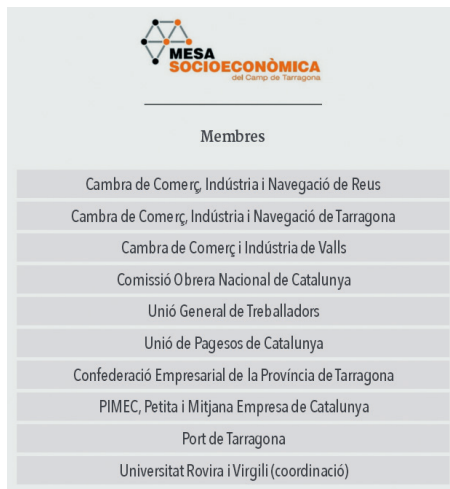 MESA
SOCIOECONÒMICA
del Camp de Tarragona
Membres
Cambra de Comerç, Indústria i Navegació de Reus
Cambra de Comerç, Indústria i Navegació de Tarragona
Cambra de Comerç i Indústria de Valls
Comissió Obrera Nacional de Catalunya
Unió General de Treballadors
Unió de Pagesos de Catalunya
Confederació Empresarial de la Província de Tarragona
PIMEC, Petita i Mitjana Empresa de Catalunya
Port de Tarragona
Universitat Rovira i Virgili (coordinació)